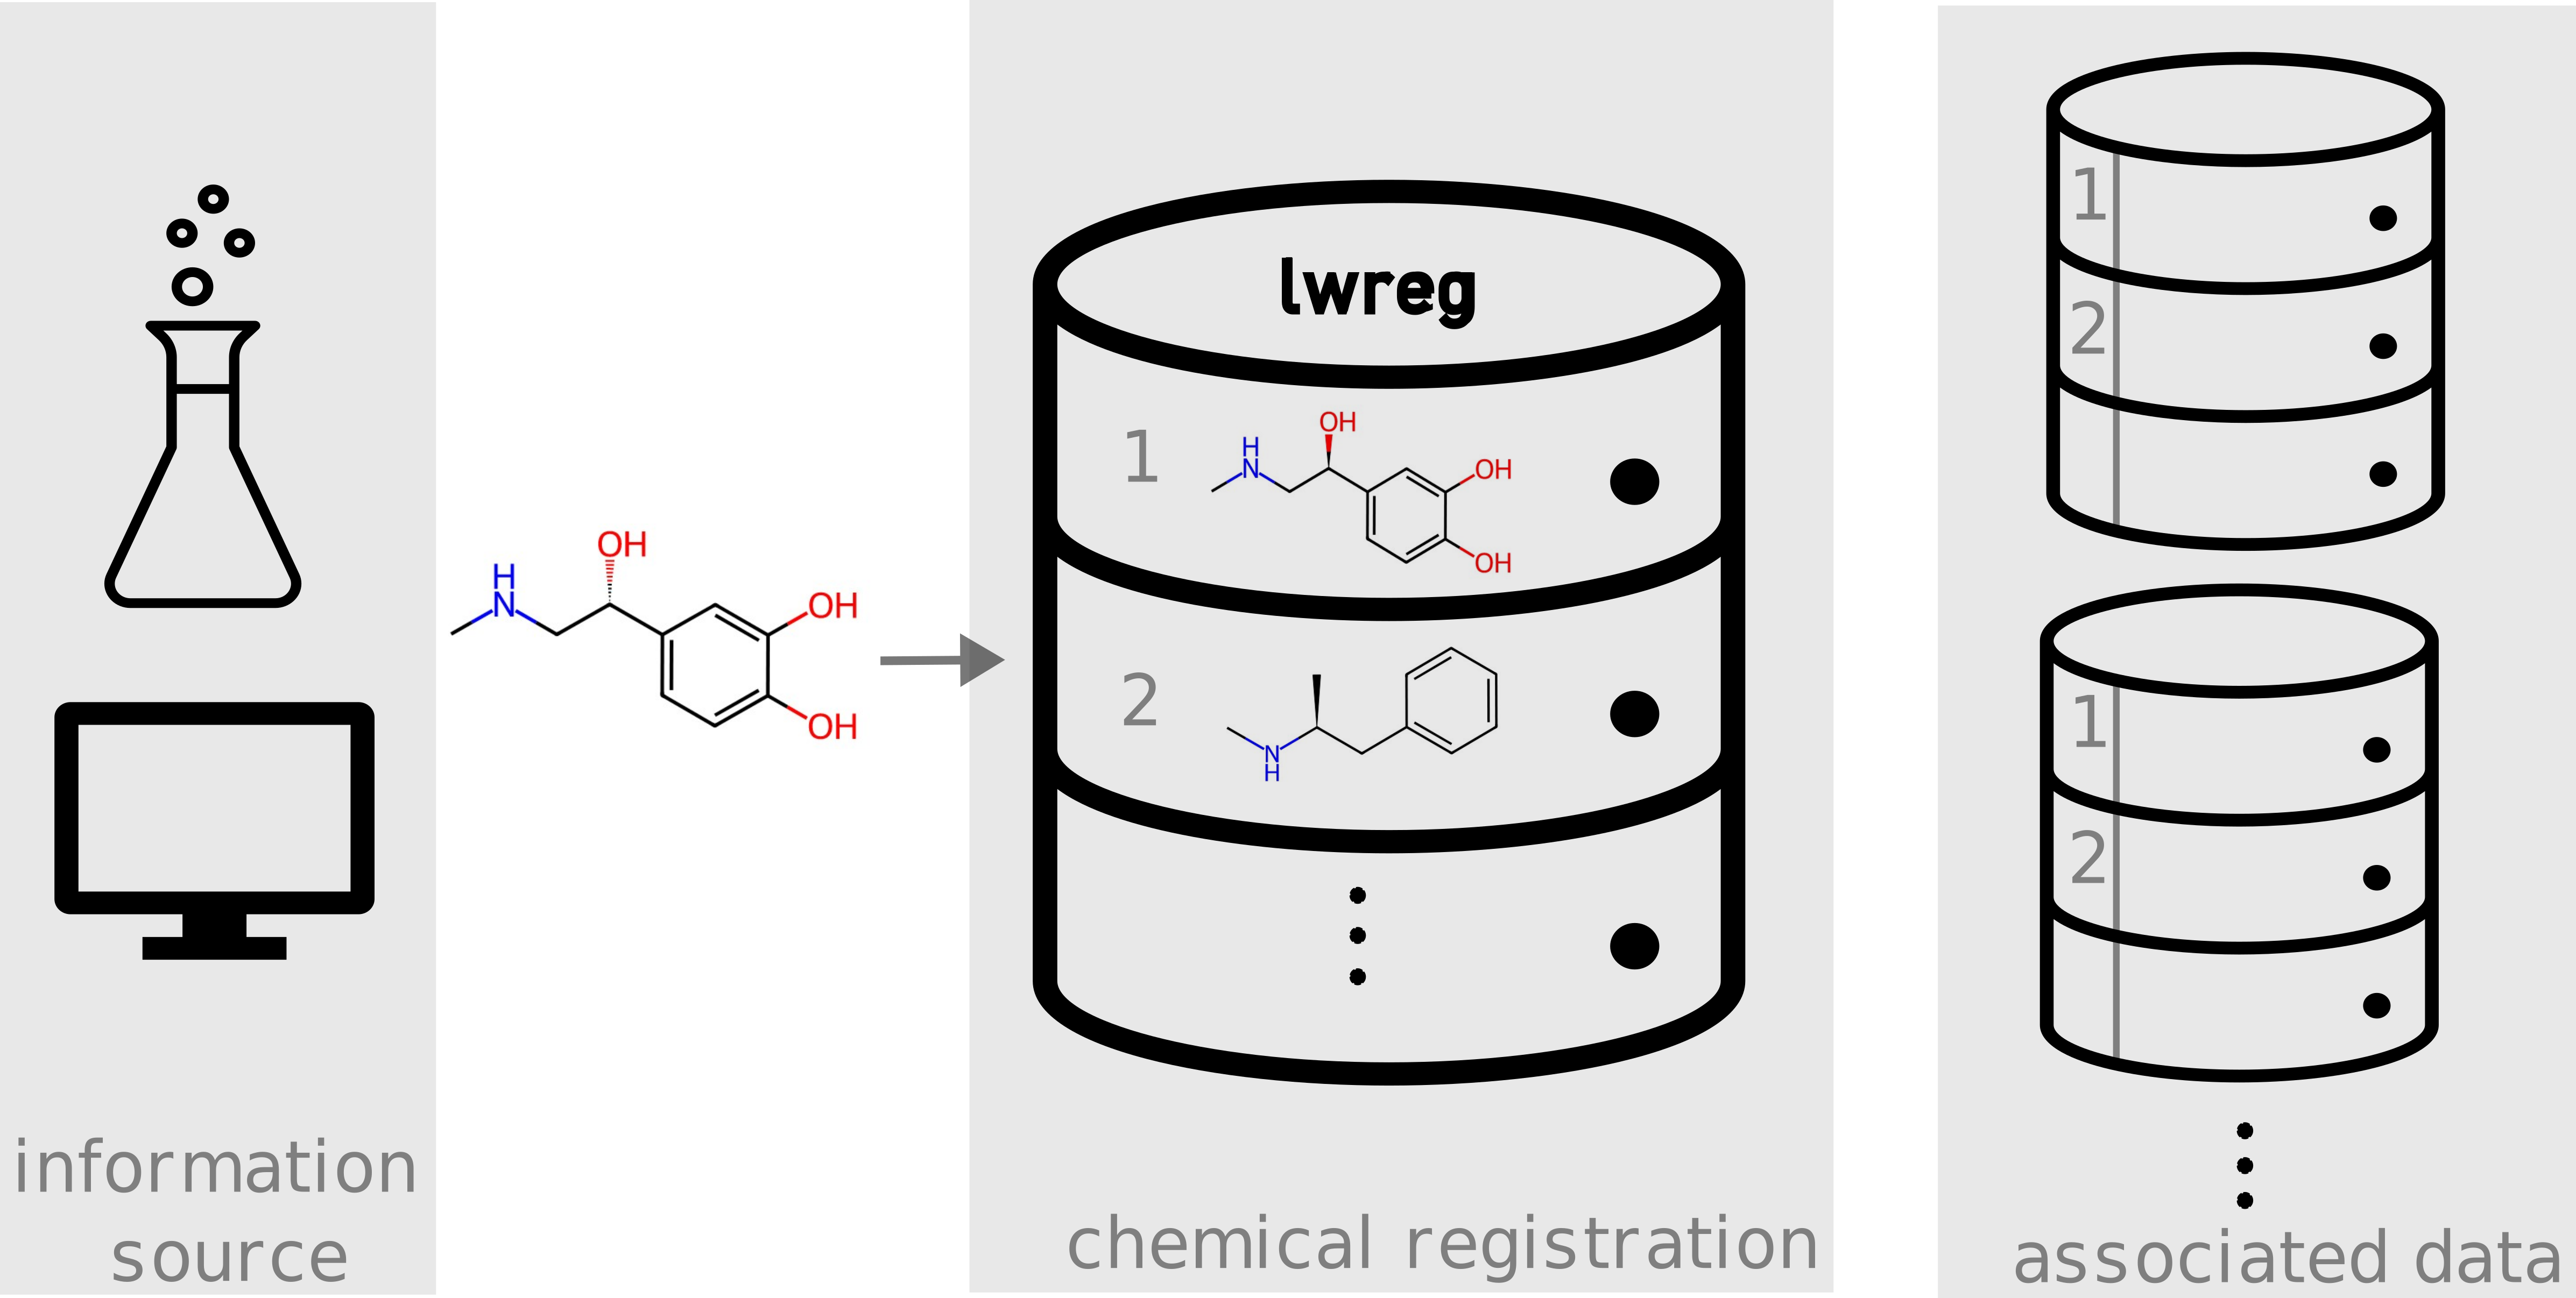 information
source
H
N
OH
OH
OH
lwreg
1
H
N
OH
OH
OH
2
N
H
chemical registration
1
2
1
2
associated data